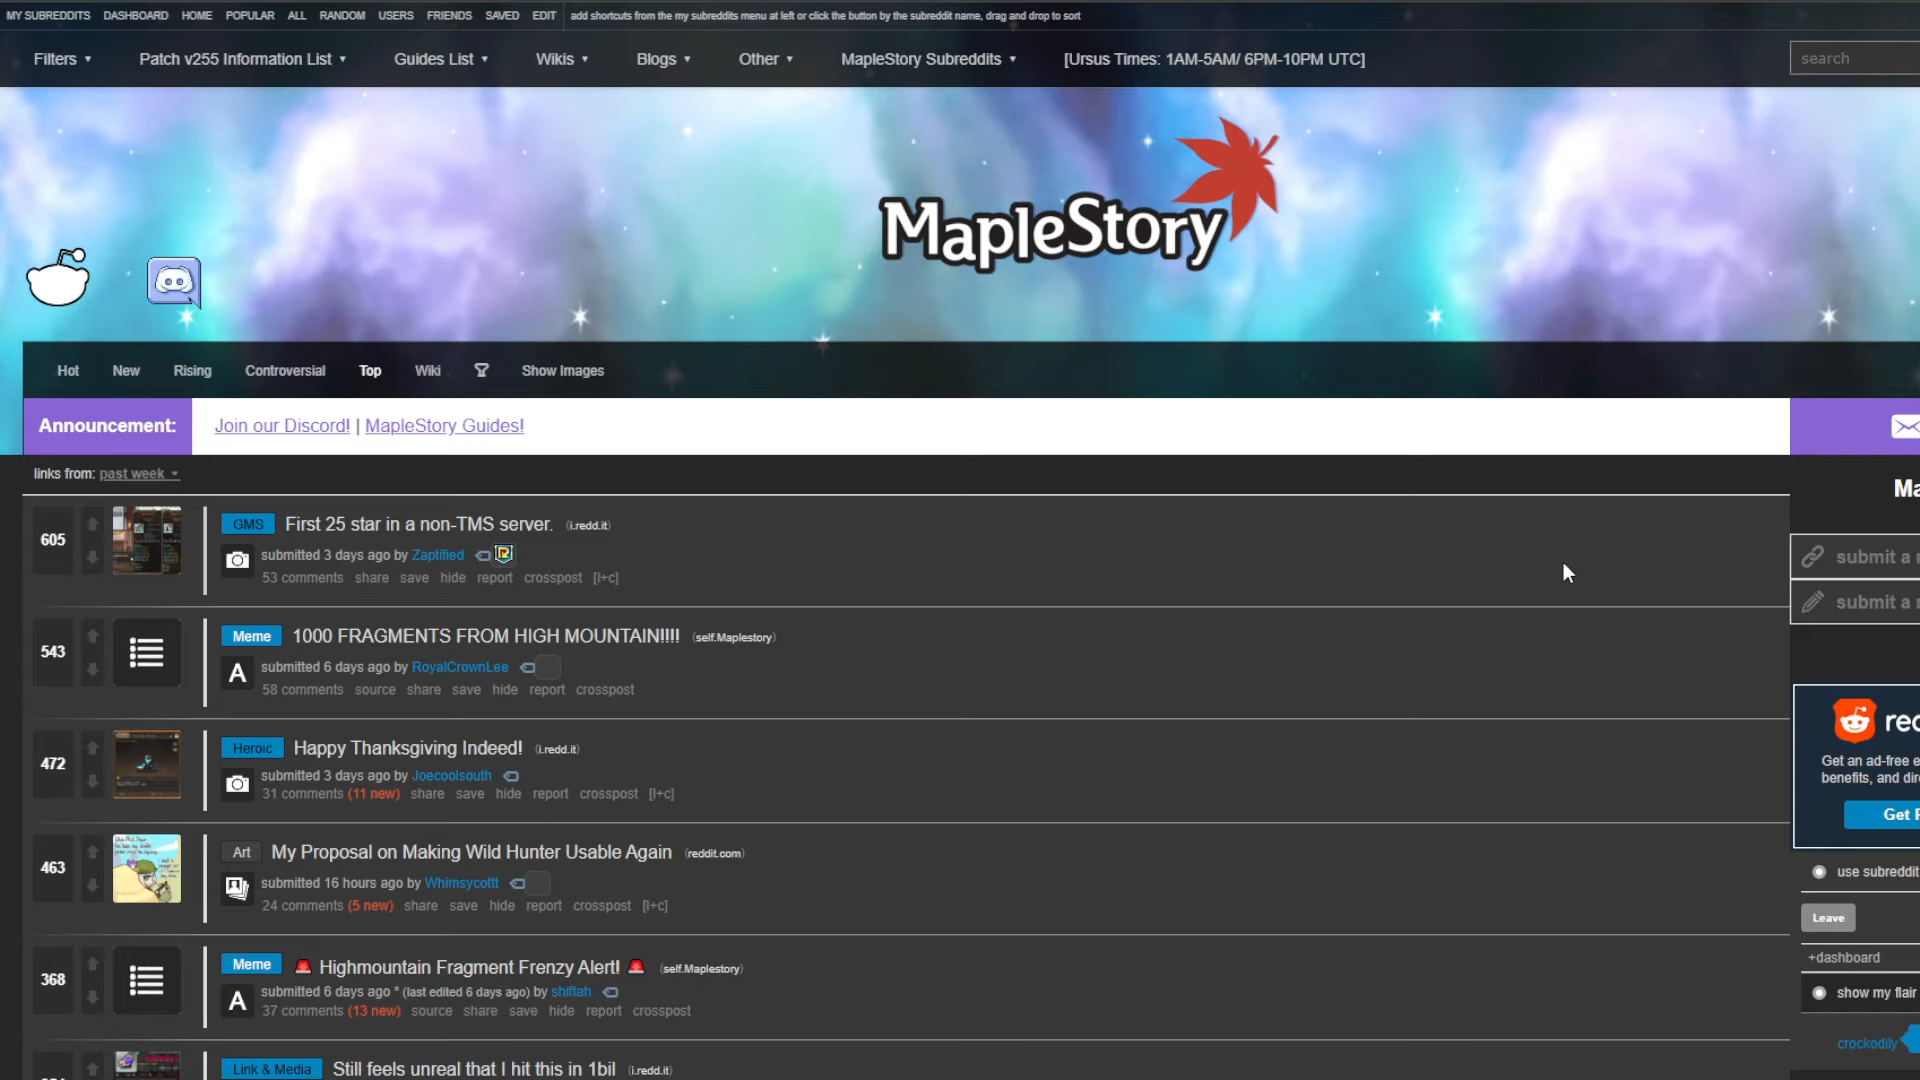 MY SUBREDDITS DASHBOARD HOME POPULAR ALL RANDOM USERS FRIENDS SAVED EDIT add shortcuts from the my subreddits menu at left or click the button by the subreddit name, drag and drop to sort
Filters Patch v255 Information List Guides List Wikis Blogs Other MapleStory Subreddits [Ursus Times: 1AM-5AM/ 6PM-10PM UTC] search
MapleStory
Hot New Rising Controversial Top Wiki Show Images
Announcement: Join our Discord! | MapleStory Guides!
links from: past week
Ma
605 GMS First 25 star in a non-TMS server. (i.redd.it)
submitted 3 days ago by Zaptified
53 comments share save hide report crosspost [l+c]
submit a
submit a
543 Meme 1000 FRAGMENTS FROM HIGH MOUNTAIN!!!! (self.Maplestory)
A submitted 6 days ago by RoyalCrownLee
58 comments source share save hide report crosspost
472 Heroic Happy Thanksgiving Indeed! (i.redd.it)
submitted 3 days ago by Joecoolsouth
31 comments (11 new) share save hide report crosspost [l+c]
red
Get an ad-free e
benefits, and dir
Get
463 Art My Proposal on Making Wild Hunter Usable Again (reddit.com)
submitted 16 hours ago by Whimsycottt
24 comments (5 new) share save hide report crosspost [l+c]
use subreddit
Leave
+dashboard
show my flair
crockodily
368 Meme 🚨 Highmountain Fragment Frenzy Alert! 🚨 (self.Maplestory)
A submitted 6 days ago * (last edited 6 days ago) by shiftah
37 comments (13 new) source share save hide report crosspost
Link & Media Still feels unreal that I hit this in 1bil (i.redd.it)